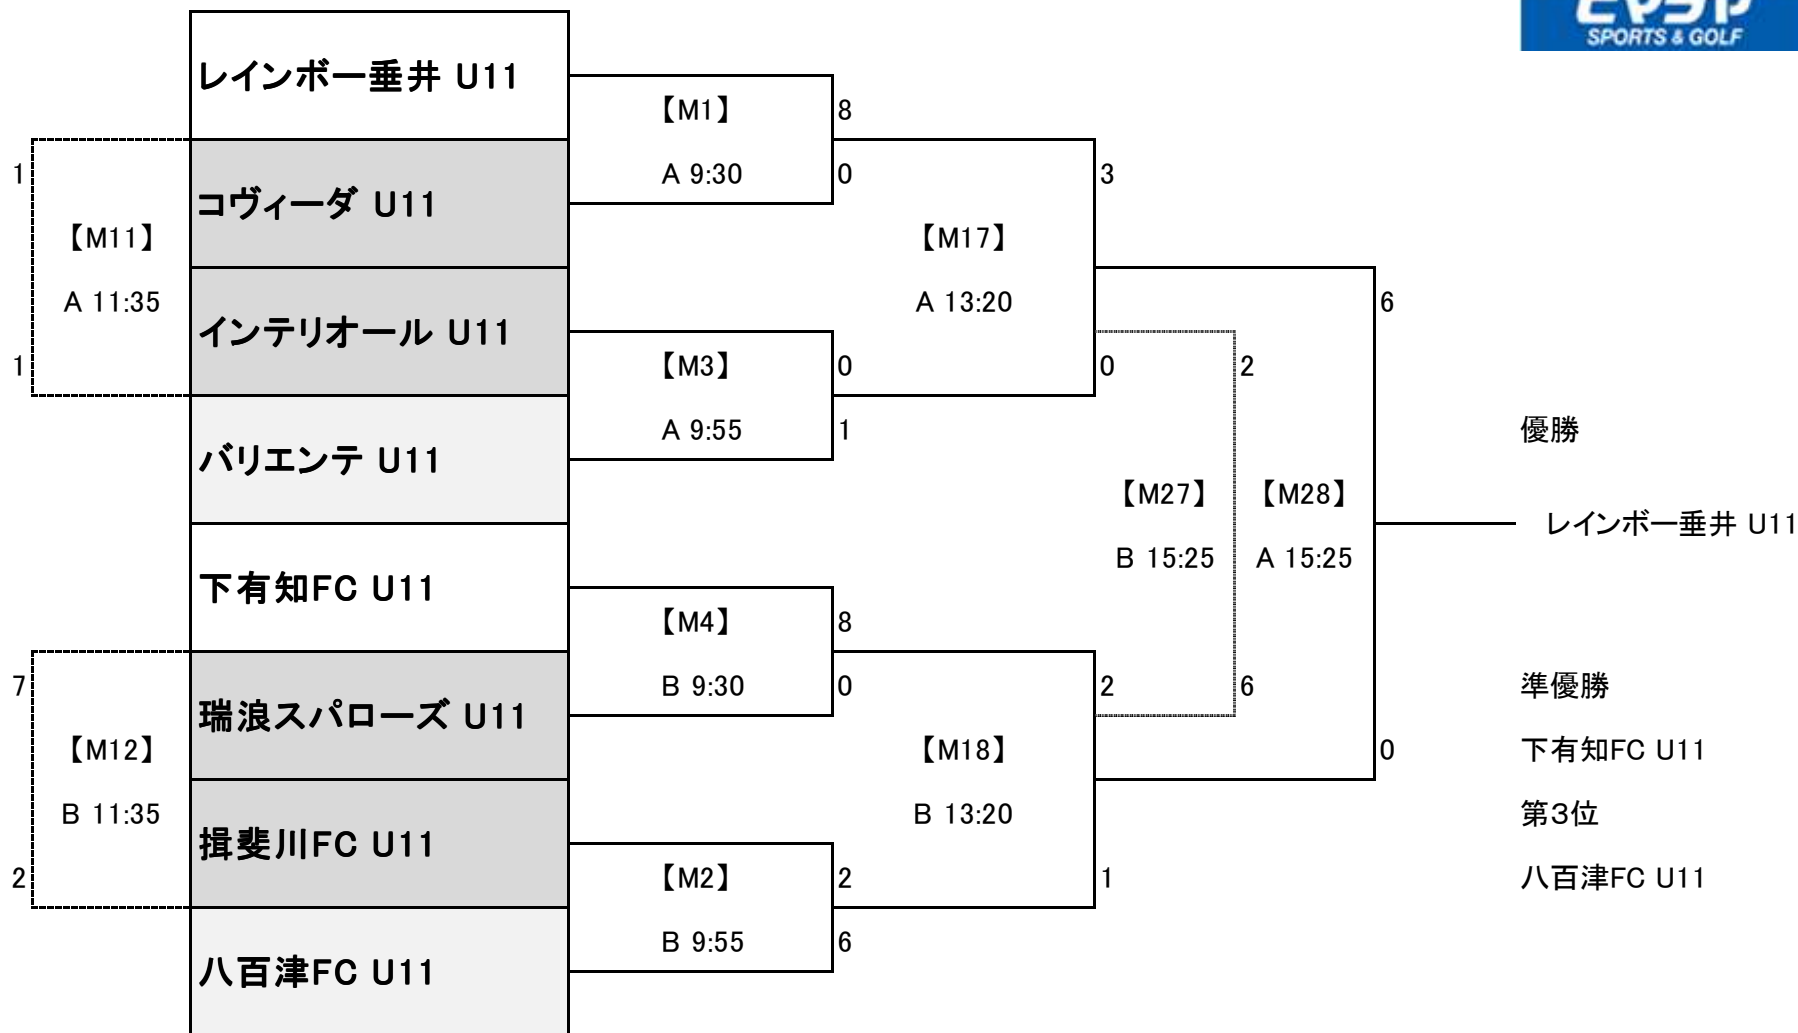 SPORTS & GOLF
レインボー垂井 U11
【M1】
8
A 9:30
0
1
コヴィーダ U11
3
【M11】
【M17】
A 11:35
インテリオール U11
A 13:20
6
1
【M3】
0
0
2
バリエンテ U11
A 9:55
1
優勝
【M27】
【M28】
レインボー垂井 U11
B 15:25
A 15:25
下有知FC U11
【M4】
8
7
瑞浪スパローズ U11
B 9:30
0
2
6
準優勝
【M12】
【M18】
0
下有知FC U11
B 11:35
揖斐川FC U11
B 13:20
第3位
2
【M2】
2
1
八百津FC U11
八百津FC U11
B 9:55
6